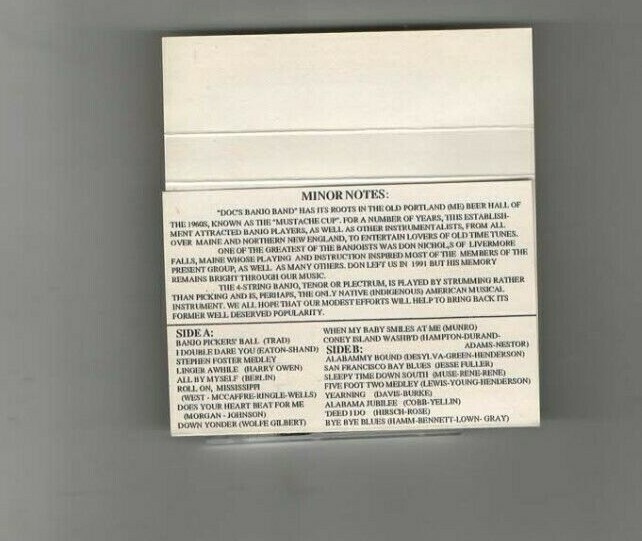 MINOR NOTES:
"DOC'S BANJO BAND" HAS ITS ROOTS IN THE OLD PORTLAND (ME) BEER HALL OF
THE 1960S, KNOWN AS THE "MUSTACHE CUP". FOR A NUMBER OF YEARS, THIS ESTABLISH-
MENT ATTRACTED BANJO PLAYERS, AS WELL AS OTHER INSTRUMENTALISTS, FROM ALL
OVER MAINE AND NORTHERN NEW ENGLAND, TO ENTERTAIN LOVERS OF OLD TIME TUNES.
ONE OF THE GREATEST OF THE BANJOISTS WAS DON NICHOL,S OF LIVERMORE
FALLS, MAINE WHOSE PLAYING AND INSTRUCTION INSPIRED MOST OF THE MEMBERS OF THE
PRESENT GROUP, AS WELL AS MANY OTHERS. DON LEFT US IN 1991 BUT HIS MEMORY
REMAINS BRIGHT THROUGH OUR MUSIC.
THE 4-STRING BANJO, TENOR OR PLECTRUM, IS PLAYED BY STRUMMING RATHER
THAN PICKING AND IS, PERHAPS, THE ONLY NATIVE (INDIGENOUS) AMERICAN MUSICAL
INSTRUMENT. WE ALL HOPE THAT OUR MODEST EFFORTS WILL HELP TO BRING BACK ITS
FORMER WELL DESERVED POPULARITY.
SIDE A:
BANJO PICKERS' BALL (TRAD)
I DOUBLE DARE YOU (EATON-SHAND)
STEPHEN FOSTER MEDLEY
LINGER AWHILE (HARRY OWEN)
ALL BY MYSELF (BERLIN)
ROLL ON, MISSISSIPPI
(WEST - MCCAFFRE-RINGLE-WELLS)
DOES YOUR HEART BEAT FOR ME
(MORGAN - JOHNSON)
DOWN YONDER (WOLFE GILBERT)
WHEN MY BABY SMILES AT ME (MUNRO)
CONEY ISLAND WASHB'D (HAMPTON-DURAND-
ADAMS-NESTOR)
SIDE B:
ALABAMMY BOUND (DESYLVA-GREEN-HENDERSON)
SAN FRANCISCO BAY BLUES (JESSE FULLER)
SLEEPY TIME DOWN SOUTH (MUSE-RENE-RENE)
FIVE FOOT TWO MEDLEY (LEWIS-YOUNG-HENDERSON)
YEARNING (DAVIS-BURKE)
ALABAMA JUBILEE (COBB-YELLIN)
'DEED I DO (HIRSCH-ROSE)
BYE BYE BLUES (HAMM-BENNETT-LOWN- GRAY)